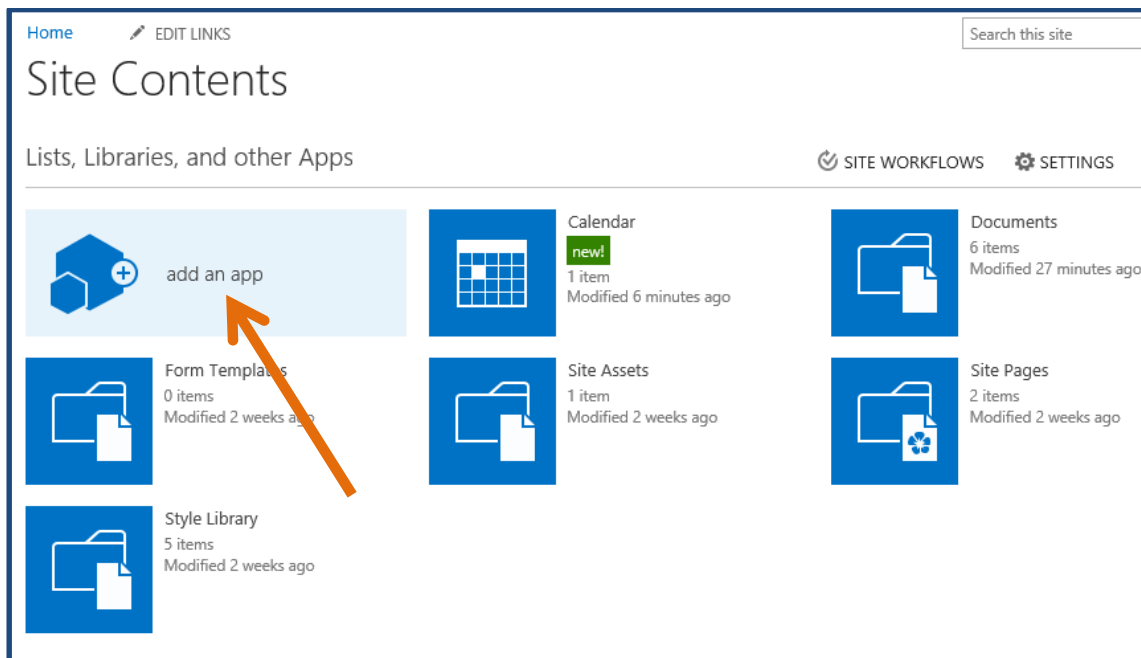 Home
EDIT LINKS
Search this site
Site Contents
Lists, Libraries, and other Apps
SITE WORKFLOWS
SETTINGS
add an app
Calendar
new!
1 item
Modified 6 minutes ago
Documents
6 items
Modified 27 minutes ago
Form Templates
0 items
Modified 2 weeks ago
Site Assets
1 item
Modified 2 weeks ago
Site Pages
2 items
Modified 2 weeks ago
Style Library
5 items
Modified 2 weeks ago